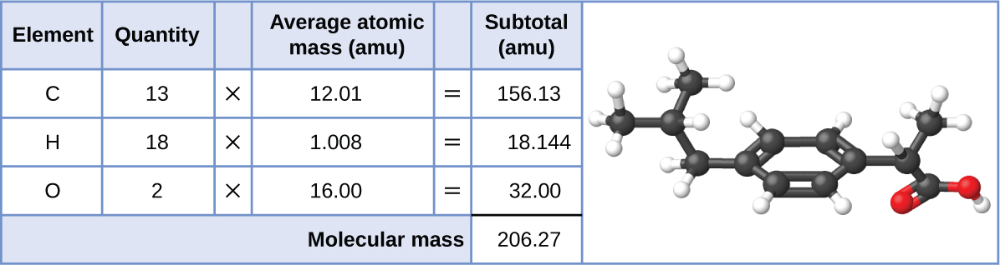 Element Quantity Average atomic mass (amu) Subtotal (amu)
C 13 × 12.01 = 156.13
H 18 × 1.008 = 18.144
O 2 × 16.00 = 32.00
Molecular mass 206.27